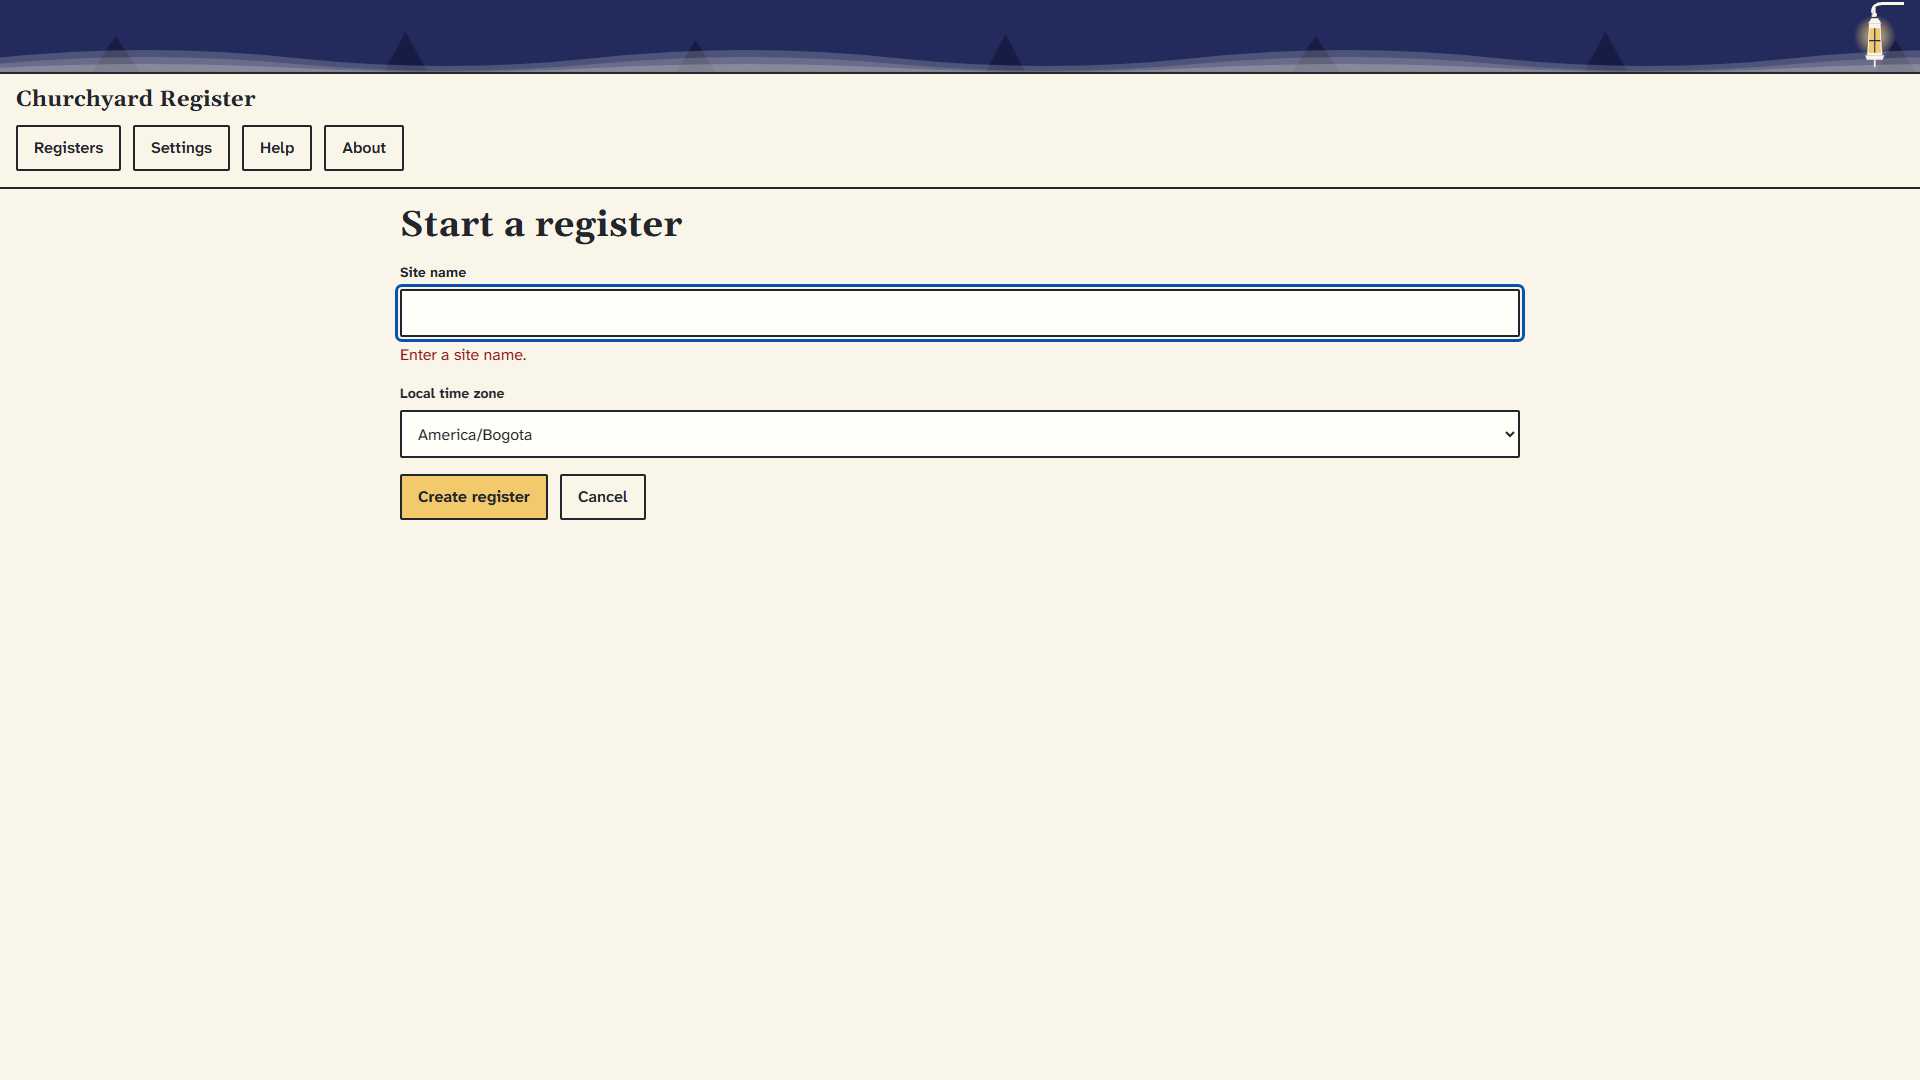 Churchyard Register
Registers
Settings
Help
About
Start a register
Site name
Enter a site name.
Local time zone
America/Bogota
Create register
Cancel